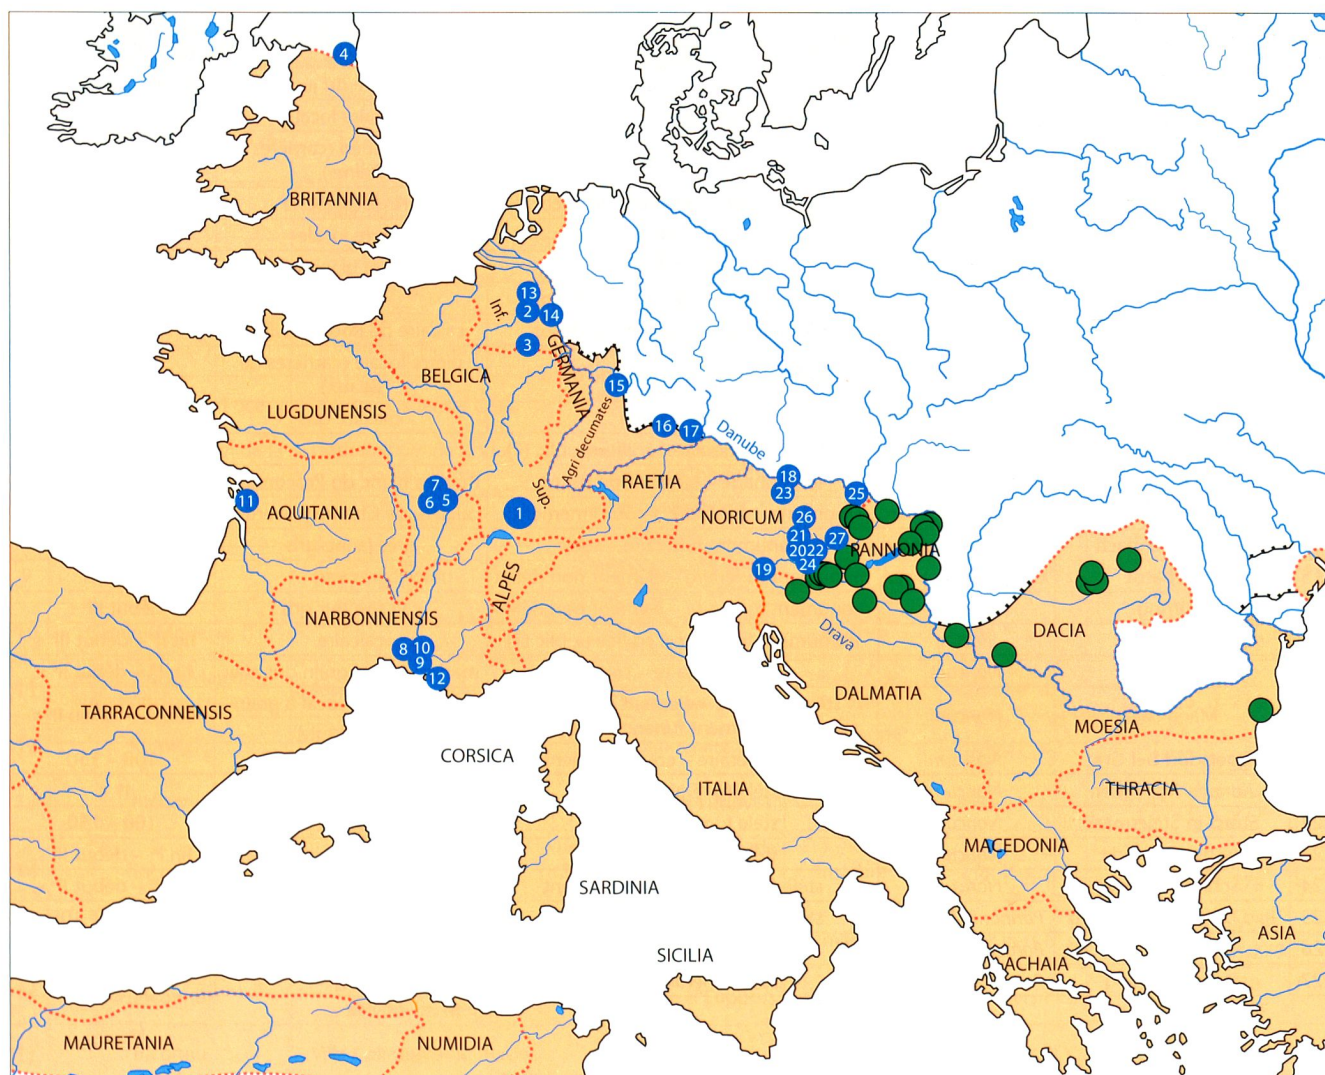 4
BRITANNIA
13
Inf.
2
14
3
GERMANIA
BELGICA
15
LUGDUNENSIS
Agri decumates
16
17
Danube
18
7
6
5
Sup.
RAETIA
23
25
11
AQUITANIA
1
NORICUM
26
21
27
20
22
PANNONIA
24
19
ALPES
NARBONNENSIS
8
10
9
12
Drava
DACIA
DALMATIA
TARRACONNENSIS
MOESIA
CORSICA
ITALIA
THRACIA
MACEDONIA
SARDINIA
ASIA
SICILIA
ACHAIA
MAURETANIA
NUMIDIA